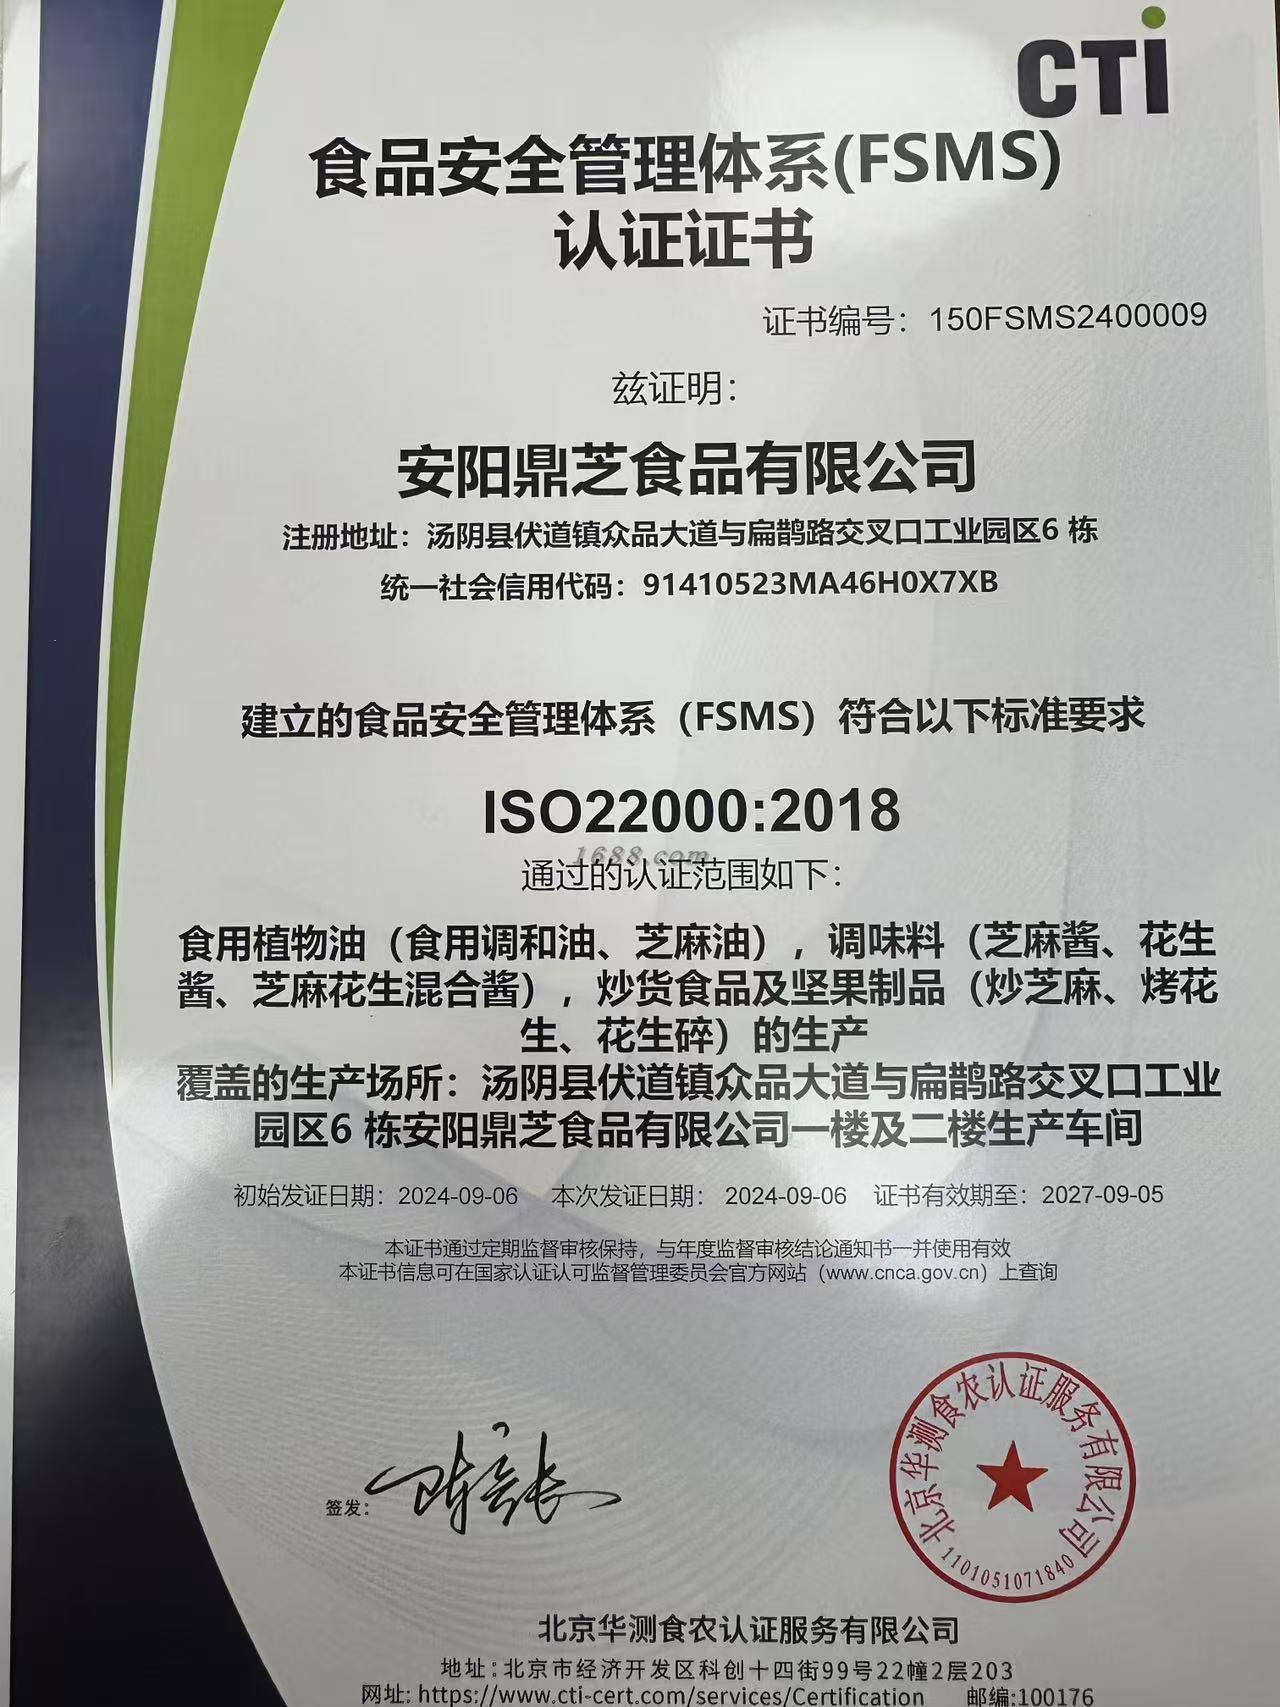 CTI
食品安全管理体系(FSMS)
认证证书
证书编号：150FSMS2400009
兹证明：
安阳鼎芝食品有限公司
注册地址：汤阴县伏道镇众品大道与扁鹊路交叉口工业园区6 栋
统一社会信用代码：91410523MA46H0X7XB
建立的食品安全管理体系（FSMS）符合以下标准要求
ISO22000:2018
1688.com
通过的认证范围如下：
食用植物油（食用调和油、芝麻油），调味料（芝麻酱、花生
酱、芝麻花生混合酱），炒货食品及坚果制品（炒芝麻、烤花
生、花生碎）的生产
覆盖的生产场所：汤阴县伏道镇众品大道与扁鹊路交叉口工业
园区6 栋安阳鼎芝食品有限公司一楼及二楼生产车间
初始发证日期：2024-09-06 本次发证日期： 2024-09-06 证书有效期至：2027-09-05
本证书通过定期监督审核保持，与年度监督审核结论通知书一并使用有效
本证书信息可在国家认证认可监督管理委员会官方网站（www.cnca.gov.cn）上查询
签发：
北京华测食农认证服务有限公司
1101051071840
北京华测食农认证服务有限公司
地址：北京市经济开发区科创十四街99号22幢2层203
网址: https://www.cti-cert.com/services/Certification 邮编:100176